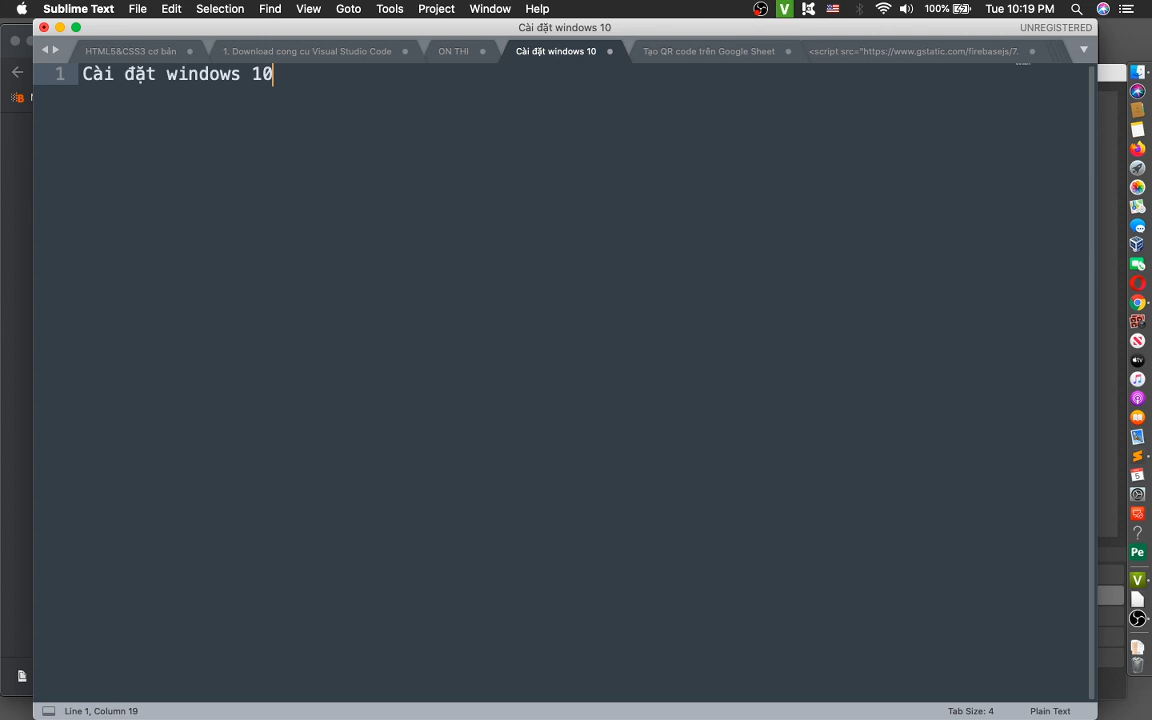 Sublime Text File Edit Selection Find View Goto Tools Project Window Help V 100% Tue 10:19 PM
Cài đặt windows 10 UNREGISTERED
HTML5&CSS3 cơ bản 1. Download cong cu Visual Studio Code ON THI Cài đặt windows 10 Tạo QR code trên Google Sheet <script src="https://www.gstatic.com/firebasejs/7.
1 Cài đặt windows 10
Line 1, Column 19 Tab Size: 4 Plain Text
5
Pe
V